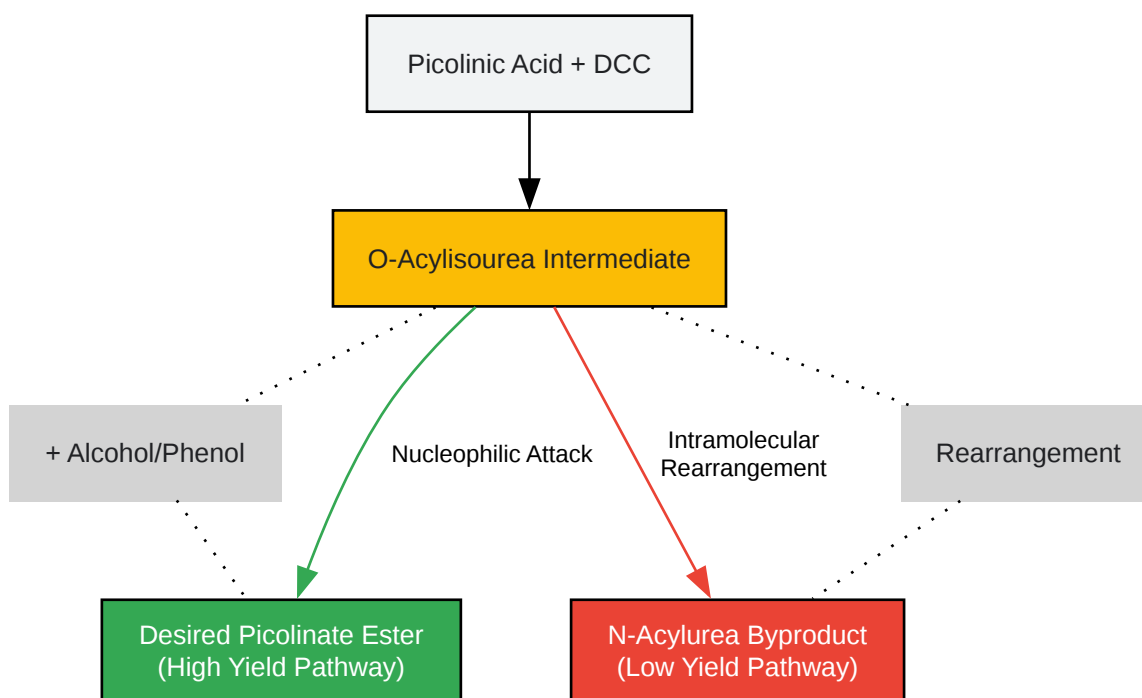 Picolinic Acid + DCC
O-Acylisourea Intermediate
+ Alcohol/Phenol
Nucleophilic Attack
Intramolecular
Rearrangement
Rearrangement
Desired Picolinate Ester
(High Yield Pathway)
N-Acylurea Byproduct
(Low Yield Pathway)